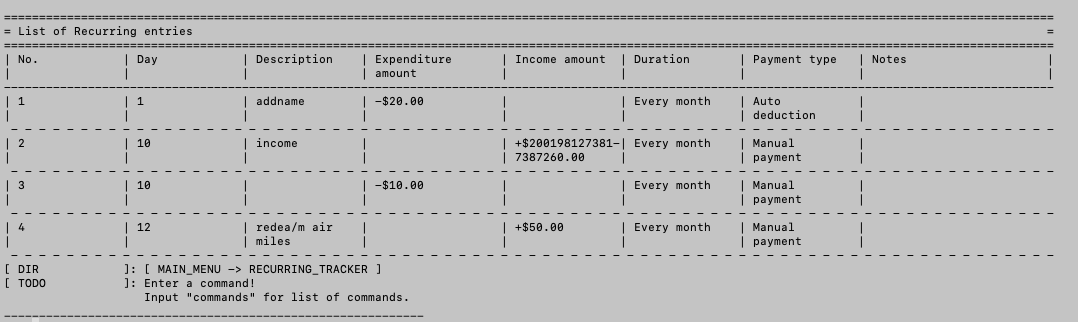 ==============================================================================
= List of Recurring entries =
==============================================================================
| No. | Day | Description | Expenditure | Income amount | Duration | Payment type | Notes |
| | | | amount | | | | |
------------------------------------------------------------------------------
| 1 | 1 | addname | -$20.00 | | Every month | Auto |
| | | | | | | deduction |
- - - - - - - - - - - - - - - - - - - - - - - - - - - - - - - - - - - - - - -
| 2 | 10 | income | | +$200198127381-| Every month | Manual |
| | | | | 7387260.00 | | payment |
- - - - - - - - - - - - - - - - - - - - - - - - - - - - - - - - - - - - - - -
| 3 | 10 | | -$10.00 | | Every month | Manual |
| | | | | | | payment |
- - - - - - - - - - - - - - - - - - - - - - - - - - - - - - - - - - - - - - -
| 4 | 12 | redea/m air | | +$50.00 | Every month | Manual |
| | | miles | | | | payment |
- - - - - - - - - - - - - - - - - - - - - - - - - - - - - - - - - - - - - - -
[ DIR ]: [ MAIN_MENU -> RECURRING_TRACKER ]
[ TODO ]: Enter a command!
Input "commands" for list of commands.
____________________________________________________________